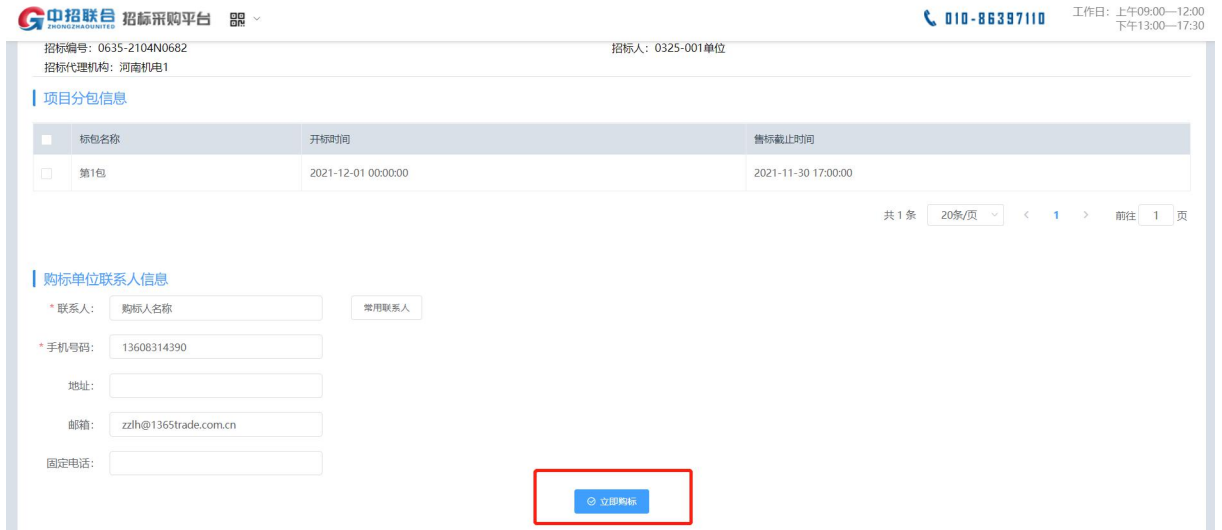 中招联合 招标采购平台
ZHONGZHAOUNITED
010-86397110
工作日：上午09:00—12:00
下午13:00—17:30
招标编号：0635-2104N0682
招标人：0325-001单位
招标代理机构：河南机电1
项目分包信息
标包名称 开标时间 售标截止时间
第1包 2021-12-01 00:00:00 2021-11-30 17:00:00
共 1 条 20条/页 < 1 > 前往 1 页
购标单位联系人信息
* 联系人： 购标人名称 常用联系人
* 手机号码： 13608314390
地址：
邮箱： zzlh@1365trade.com.cn
固定电话：
立即购标